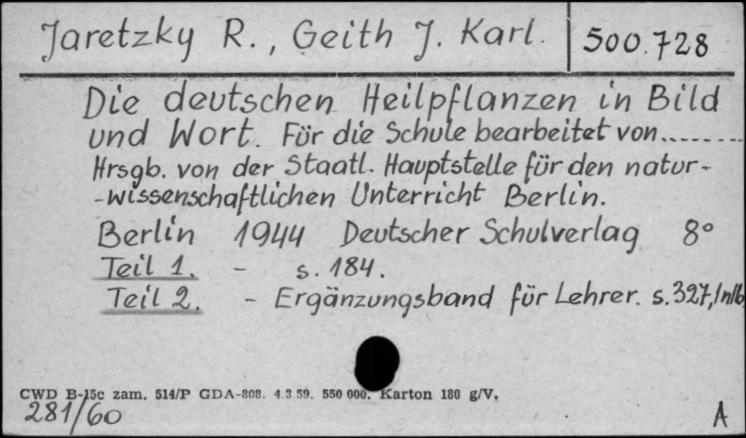 Jaretzky R., Geith J. Karl. 500.728
Die deutschen Heilpflanzen in Bild
und Wort. Für die Schule bearbeitet von.........
Hrsgb. von der Staatl. Hauptstelle für den natur-
-wissenschaftlichen Unterricht Berlin.
Berlin 1944 Deutscher Schulverlag 8°
Teil 1. - s. 184.
Teil 2. - Ergänzungsband für Lehrer. s. 327,
CWD B-15c zam. 514/P GDA-808. 4.3 59. 550 000. Karton 180 g/V.
281/60 A